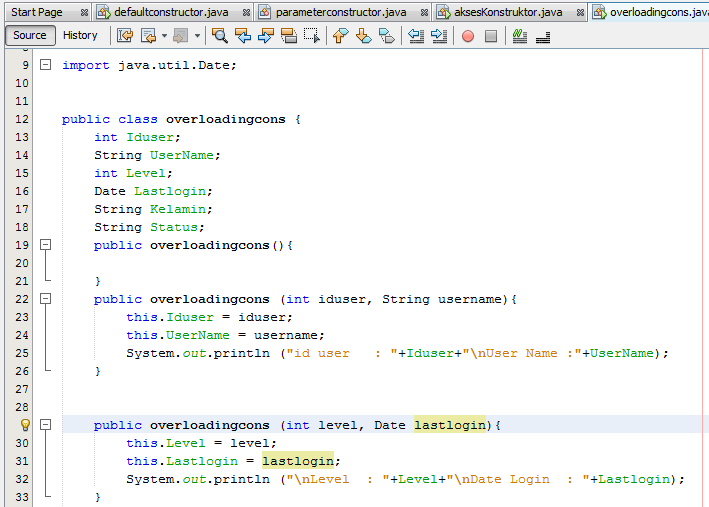 Start Page defaultconstructor.java parameterconstructor.java aksesKonstruktor.java overloadingcons.java
Source History
9 import java.util.Date;
10
11
12 public class overloadingcons {
13 int Iduser;
14 String UserName;
15 int Level;
16 Date Lastlogin;
17 String Kelamin;
18 String Status;
19 public overloadingcons(){
20
21 }
22 public overloadingcons (int iduser, String username){
23 this.Iduser = iduser;
24 this.UserName = username;
25 System.out.println ("id user   : "+Iduser+"\nUser Name :"+UserName);
26 }
27
28
public overloadingcons (int level, Date lastlogin){
30 this.Level = level;
31 this.Lastlogin = lastlogin;
32 System.out.println ("\nLevel  : "+Level+"\nDate Login  : "+Lastlogin);
33 }